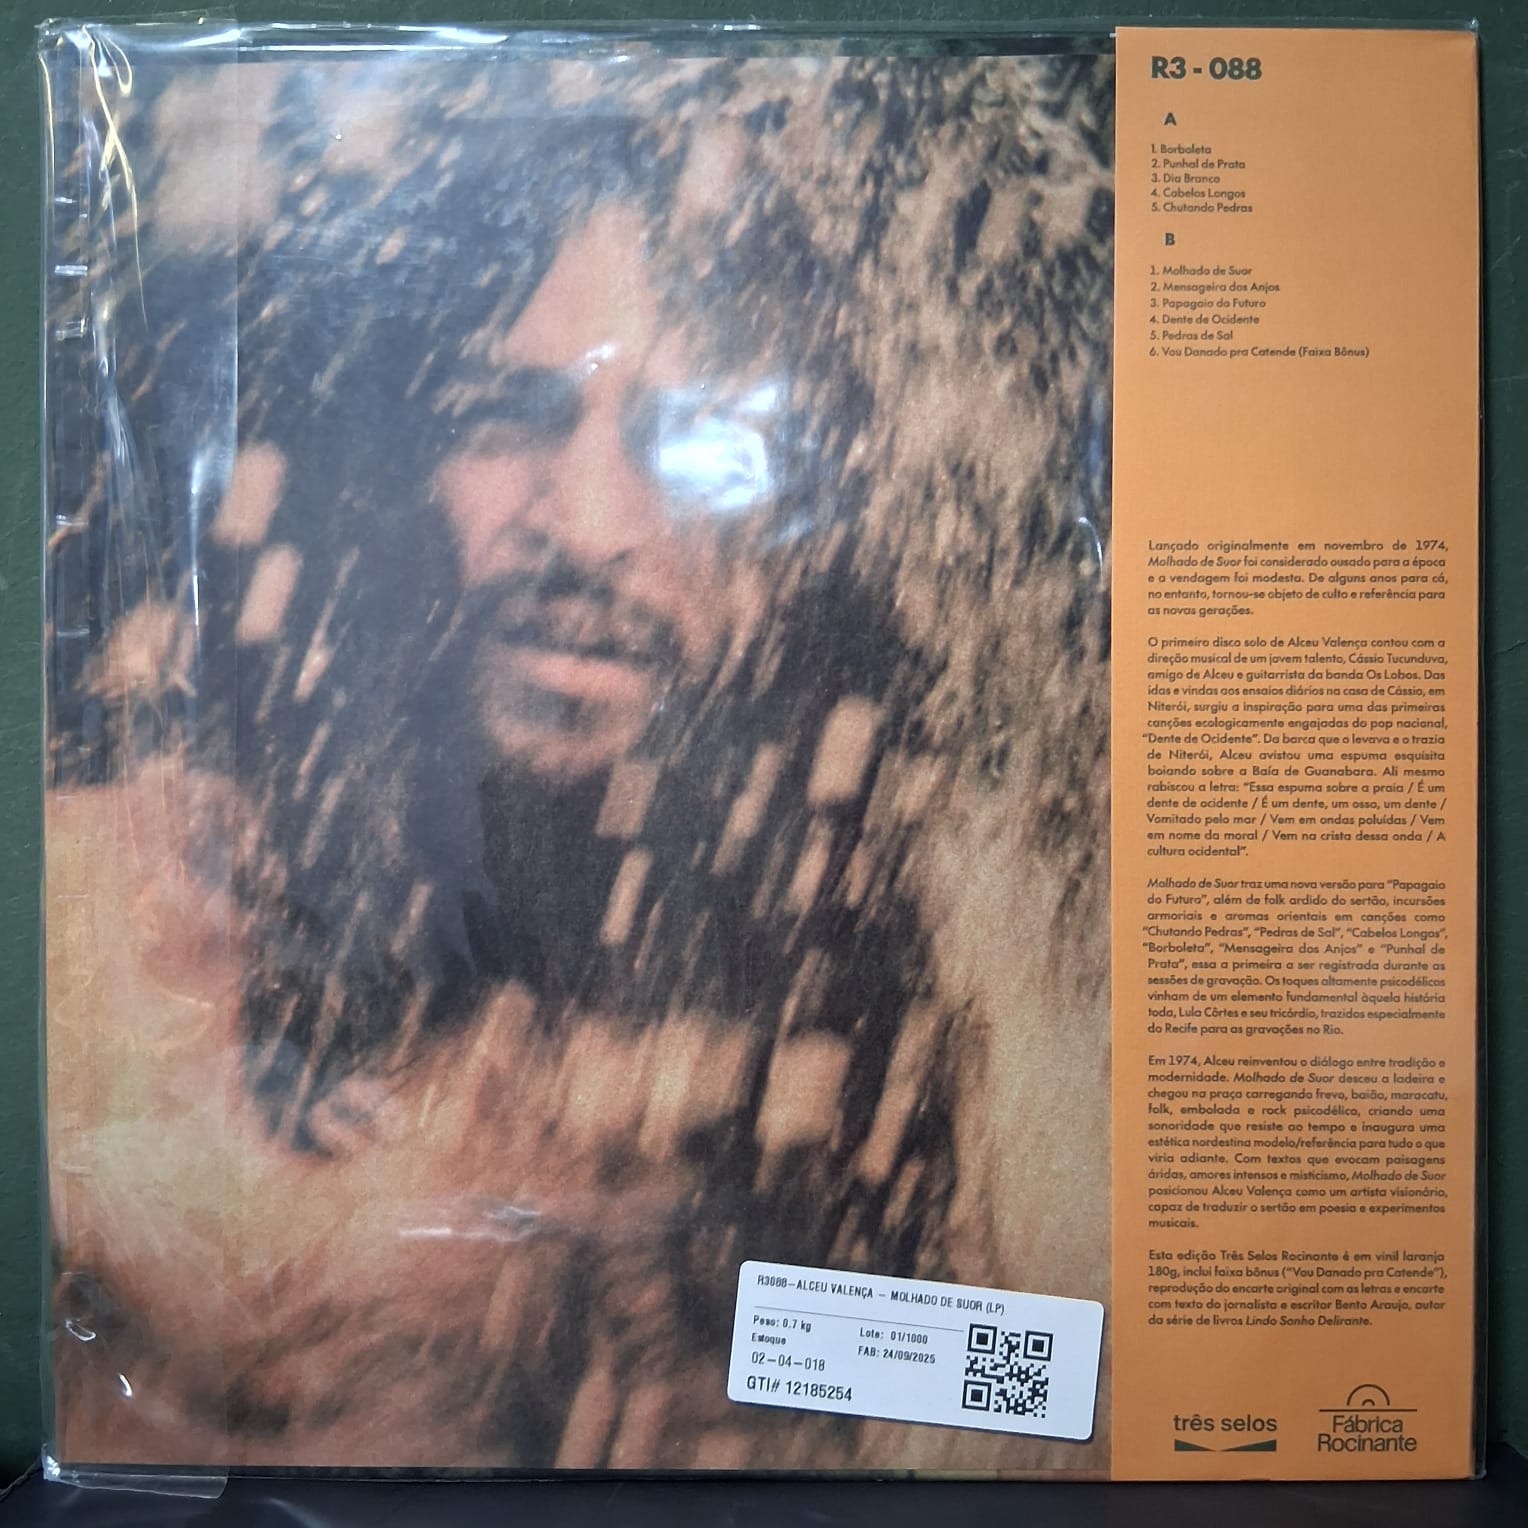 R3 - 088
A
1. Borboleta
2. Punhal de Prata
3. Dia Branco
4. Cabelos Longos
5. Chutando Pedras
B
1. Molhado de Suor
2. Mensageira dos Anjos
3. Papagaio do Futuro
4. Dente de Ocidente
5. Pedras de Sal
6. Vou Danado pra Catende (Faixa Bônus)
Lançado originalmente em novembro de 1974,
Molhado de Suor foi considerado ousado para a época
e a vendagem foi modesta. De alguns anos para cá,
no entanto, tornou-se objeto de culto e referência para
as novas gerações.
O primeiro disco solo de Alceu Valença contou com a
direção musical de um jovem talento, Cássio Tucunduva,
amigo de Alceu e guitarrista da banda Os Lobos. Das
idas e vindas aos ensaios diários na casa de Cássio, em
Niterói, surgiu a inspiração para uma das primeiras
canções ecologicamente engajadas do pop nacional,
"Dente de Ocidente". Da barca que o levava e o trazia
de Niterói, Alceu avistou uma espuma esquisita
boiando sobre a Baía de Guanabara. Ali mesmo
rabiscou a letra: "Essa espuma sobre a praia / É um
dente de ocidente / É um dente, um osso, um dente /
Vomitado pelo mar / Vem em ondas poluídas / Vem
em nome da moral / Vem na crista dessa onda / A
cultura ocidental".
Molhado de Suor traz uma nova versão para "Papagaio
do Futuro", além de folk ardido do sertão, incursões
armoriais e aromas orientais em canções como
"Chutando Pedras", "Pedras de Sal", "Cabelos Longos",
"Borboleta", "Mensageira dos Anjos" e "Punhal de
Prata", essa a primeira a ser registrada durante as
sessões de gravação. Os toques altamente psicodélicos
vinham de um elemento fundamental àquela história
toda, Lula Côrtes e seu tricórdio, trazidos especialmente
do Recife para as gravações no Rio.
Em 1974, Alceu reinventou o diálogo entre tradição e
modernidade. Molhado de Suor desceu a ladeira e
chegou na praça carregando frevo, baião, maracatu,
folk, embolada e rock psicodélico, criando uma
sonoridade que resiste ao tempo e inaugura uma
estética nordestina modelo/referência para tudo o que
viria adiante. Com textos que evocam paisagens
áridas, amores intensos e misticismo, Molhado de Suor
posicionou Alceu Valença como um artista visionário,
capaz de traduzir o sertão em poesia e experimentos
musicais.
Esta edição Três Selos Rocinante é em vinil laranja
180g, inclui faixa bônus ("Vou Danado pra Catende"),
reprodução do encarte original com as letras e encarte
com texto do jornalista e escritor Bento Araujo, autor
da série de livros Lindo Sonho Delirante.
três selos
Fábrica
Rocinante
R3088-ALCEU VALENÇA - MOLHADO DE SUOR (LP)
Peso: 0.7 kg
Lote: 01/1000
Estoque
FAB: 24/09/2025
02-04-018
GTI# 12185254